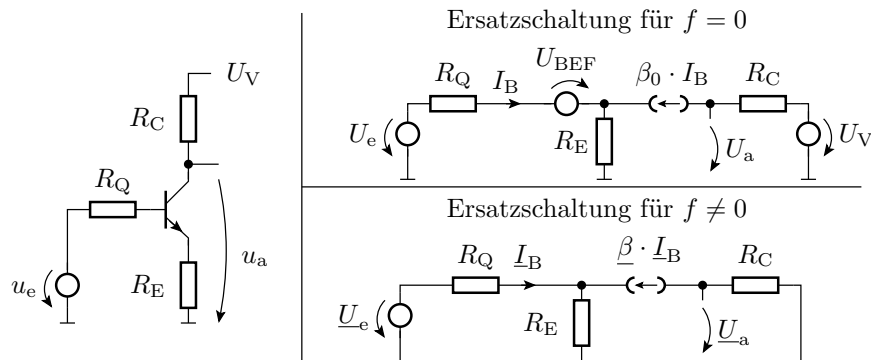 U_V
R_C
R_Q
u_e
R_E
u_a
Ersatzschaltung für f = 0
R_Q
I_B
U_BEF
β_0 · I_B
R_C
U_e
R_E
U_a
U_V
Ersatzschaltung für f ≠ 0
R_Q
I_B
β · I_B
R_C
U_e
R_E
U_a